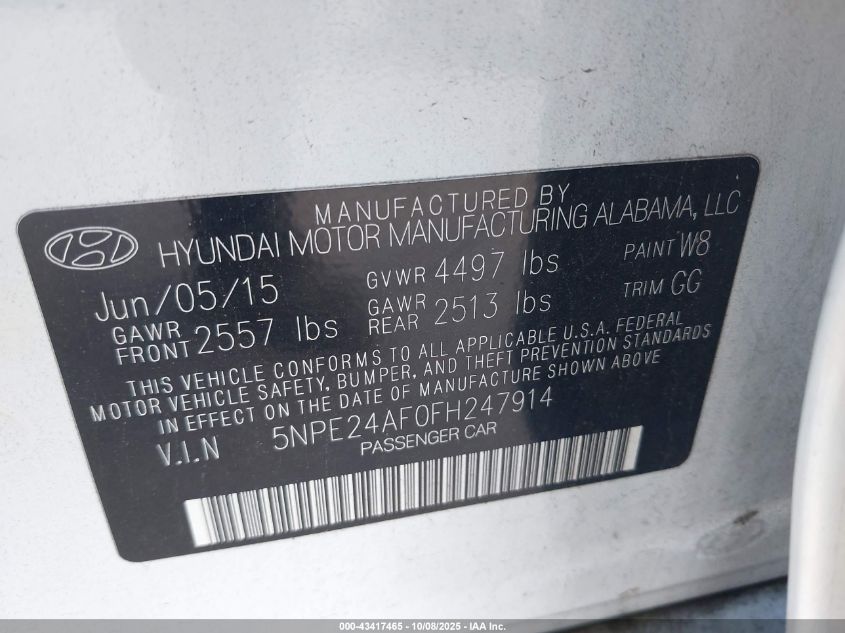 MANUFACTURED BY
HYUNDAI MOTOR MANUFACTURING ALABAMA, LLC
Jun/05/15 GVWR 4497 lbs PAINT W8
GAWR FRONT 2557 lbs GAWR REAR 2513 lbs TRIM GG
THIS VEHICLE CONFORMS TO ALL APPLICABLE U.S.A. FEDERAL
MOTOR VEHICLE SAFETY, BUMPER, AND THEFT PREVENTION STANDARDS
IN EFFECT ON THE DATE OF MANUFACTURE SHOWN ABOVE
V.I.N 5NPE24AF0FH247914
PASSENGER CAR
000-43417465 - 10/08/2025 - IAA Inc.